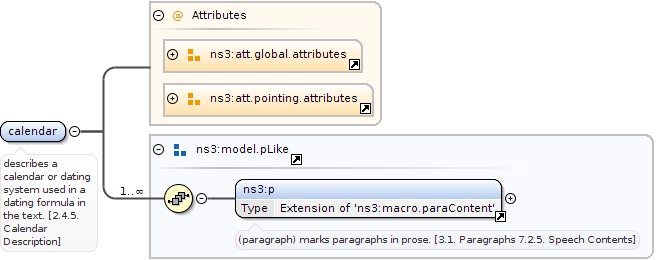 Attributes
ns3:att.global.attributes
ns3:att.pointing.attributes
calendar
describes a
calendar or dating
system used in a
dating formula in
the text. [2.4.5.
Calendar
Description]
ns3:model.pLike
1..∞
ns3:p
Type Extension of 'ns3:macro.paraContent'
(paragraph) marks paragraphs in prose. [3.1. Paragraphs 7.2.5. Speech Contents]